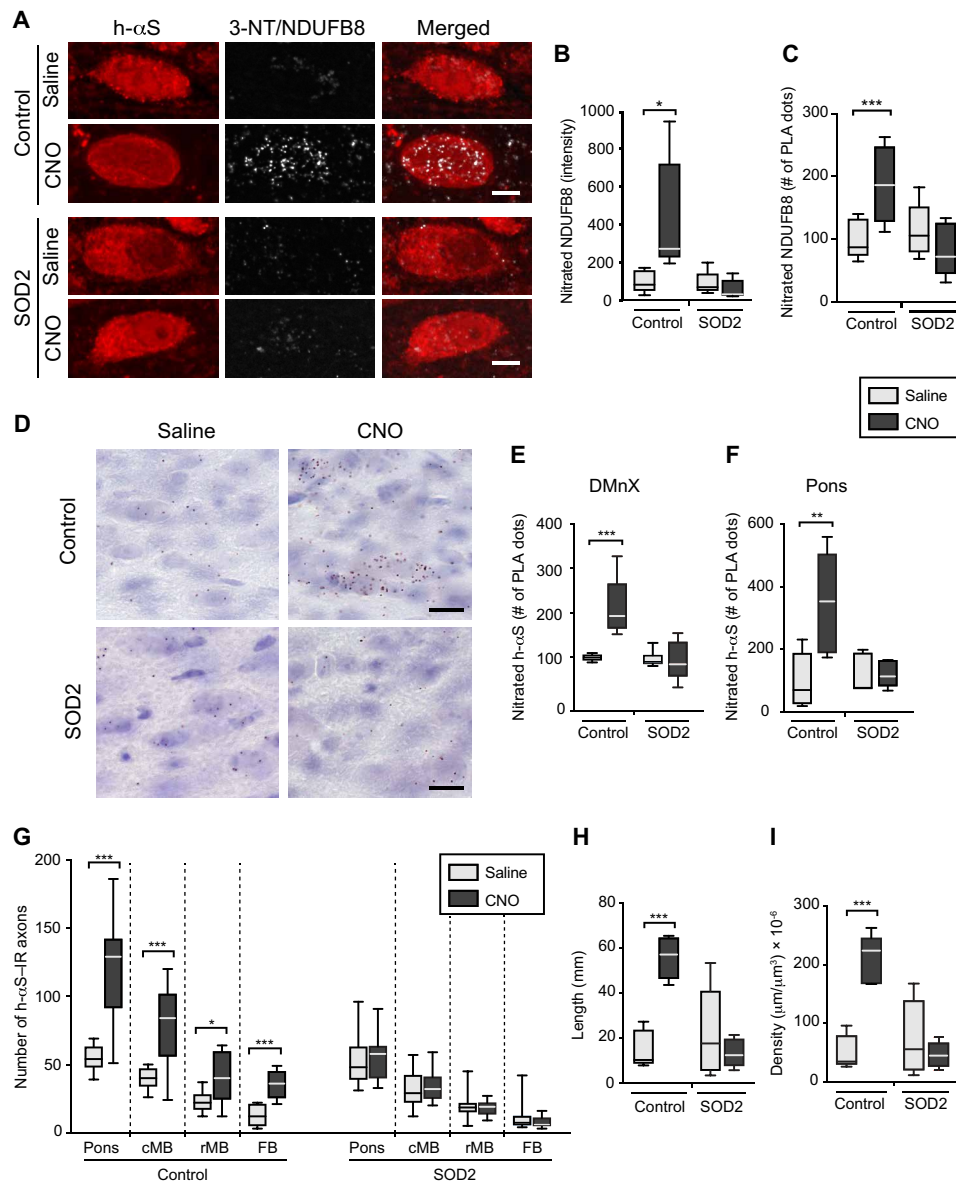 A
h-αS 3-NT/NDUFB8 Merged
Control
Saline
CNO
SOD2
Saline
CNO
B
Nitrated NDUFB8 (intensity)
1000
800
600
400
200
0
*
Control SOD2
C
Nitrated NDUFB8 (# of PLA dots)
300
200
100
0
***
Control SOD2
Saline
CNO
D
Saline CNO
Control
SOD2
E
DMnX
Nitrated h-αS (# of PLA dots)
400
300
200
100
0
***
Control SOD2
F
Pons
Nitrated h-αS (# of PLA dots)
600
400
200
0
**
Control SOD2
G
Number of h-αS–IR axons
200
150
100
50
0
***
***
*
***
Saline
CNO
Pons cMB rMB FB Pons cMB rMB FB
Control SOD2
H
Length (mm)
80
60
40
20
0
***
Control SOD2
I
Density (μm/μm³) × 10⁻⁶
300
200
100
0
***
Control SOD2